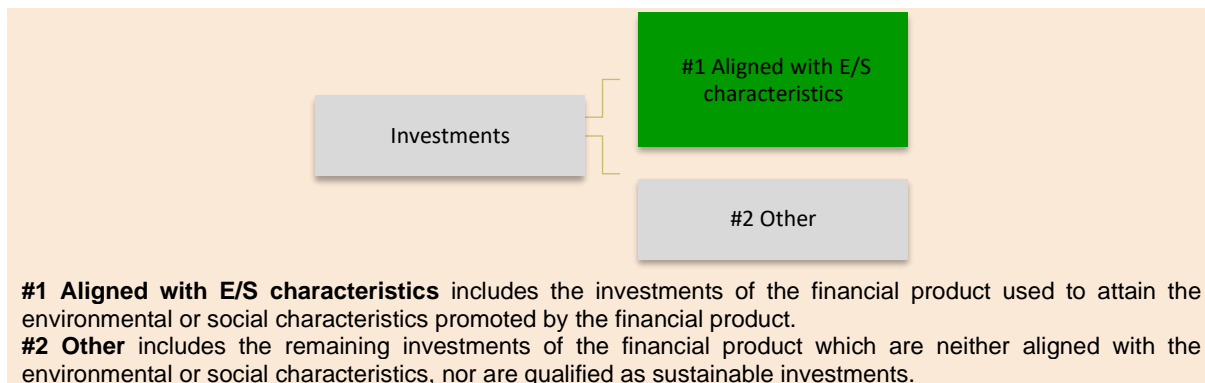 #1 Aligned with E/S
characteristics
Investments
#2 Other
#1 Aligned with E/S characteristics includes the investments of the financial product used to attain the
environmental or social characteristics promoted by the financial product.
#2 Other includes the remaining investments of the financial product which are neither aligned with the
environmental or social characteristics, nor are qualified as sustainable investments.